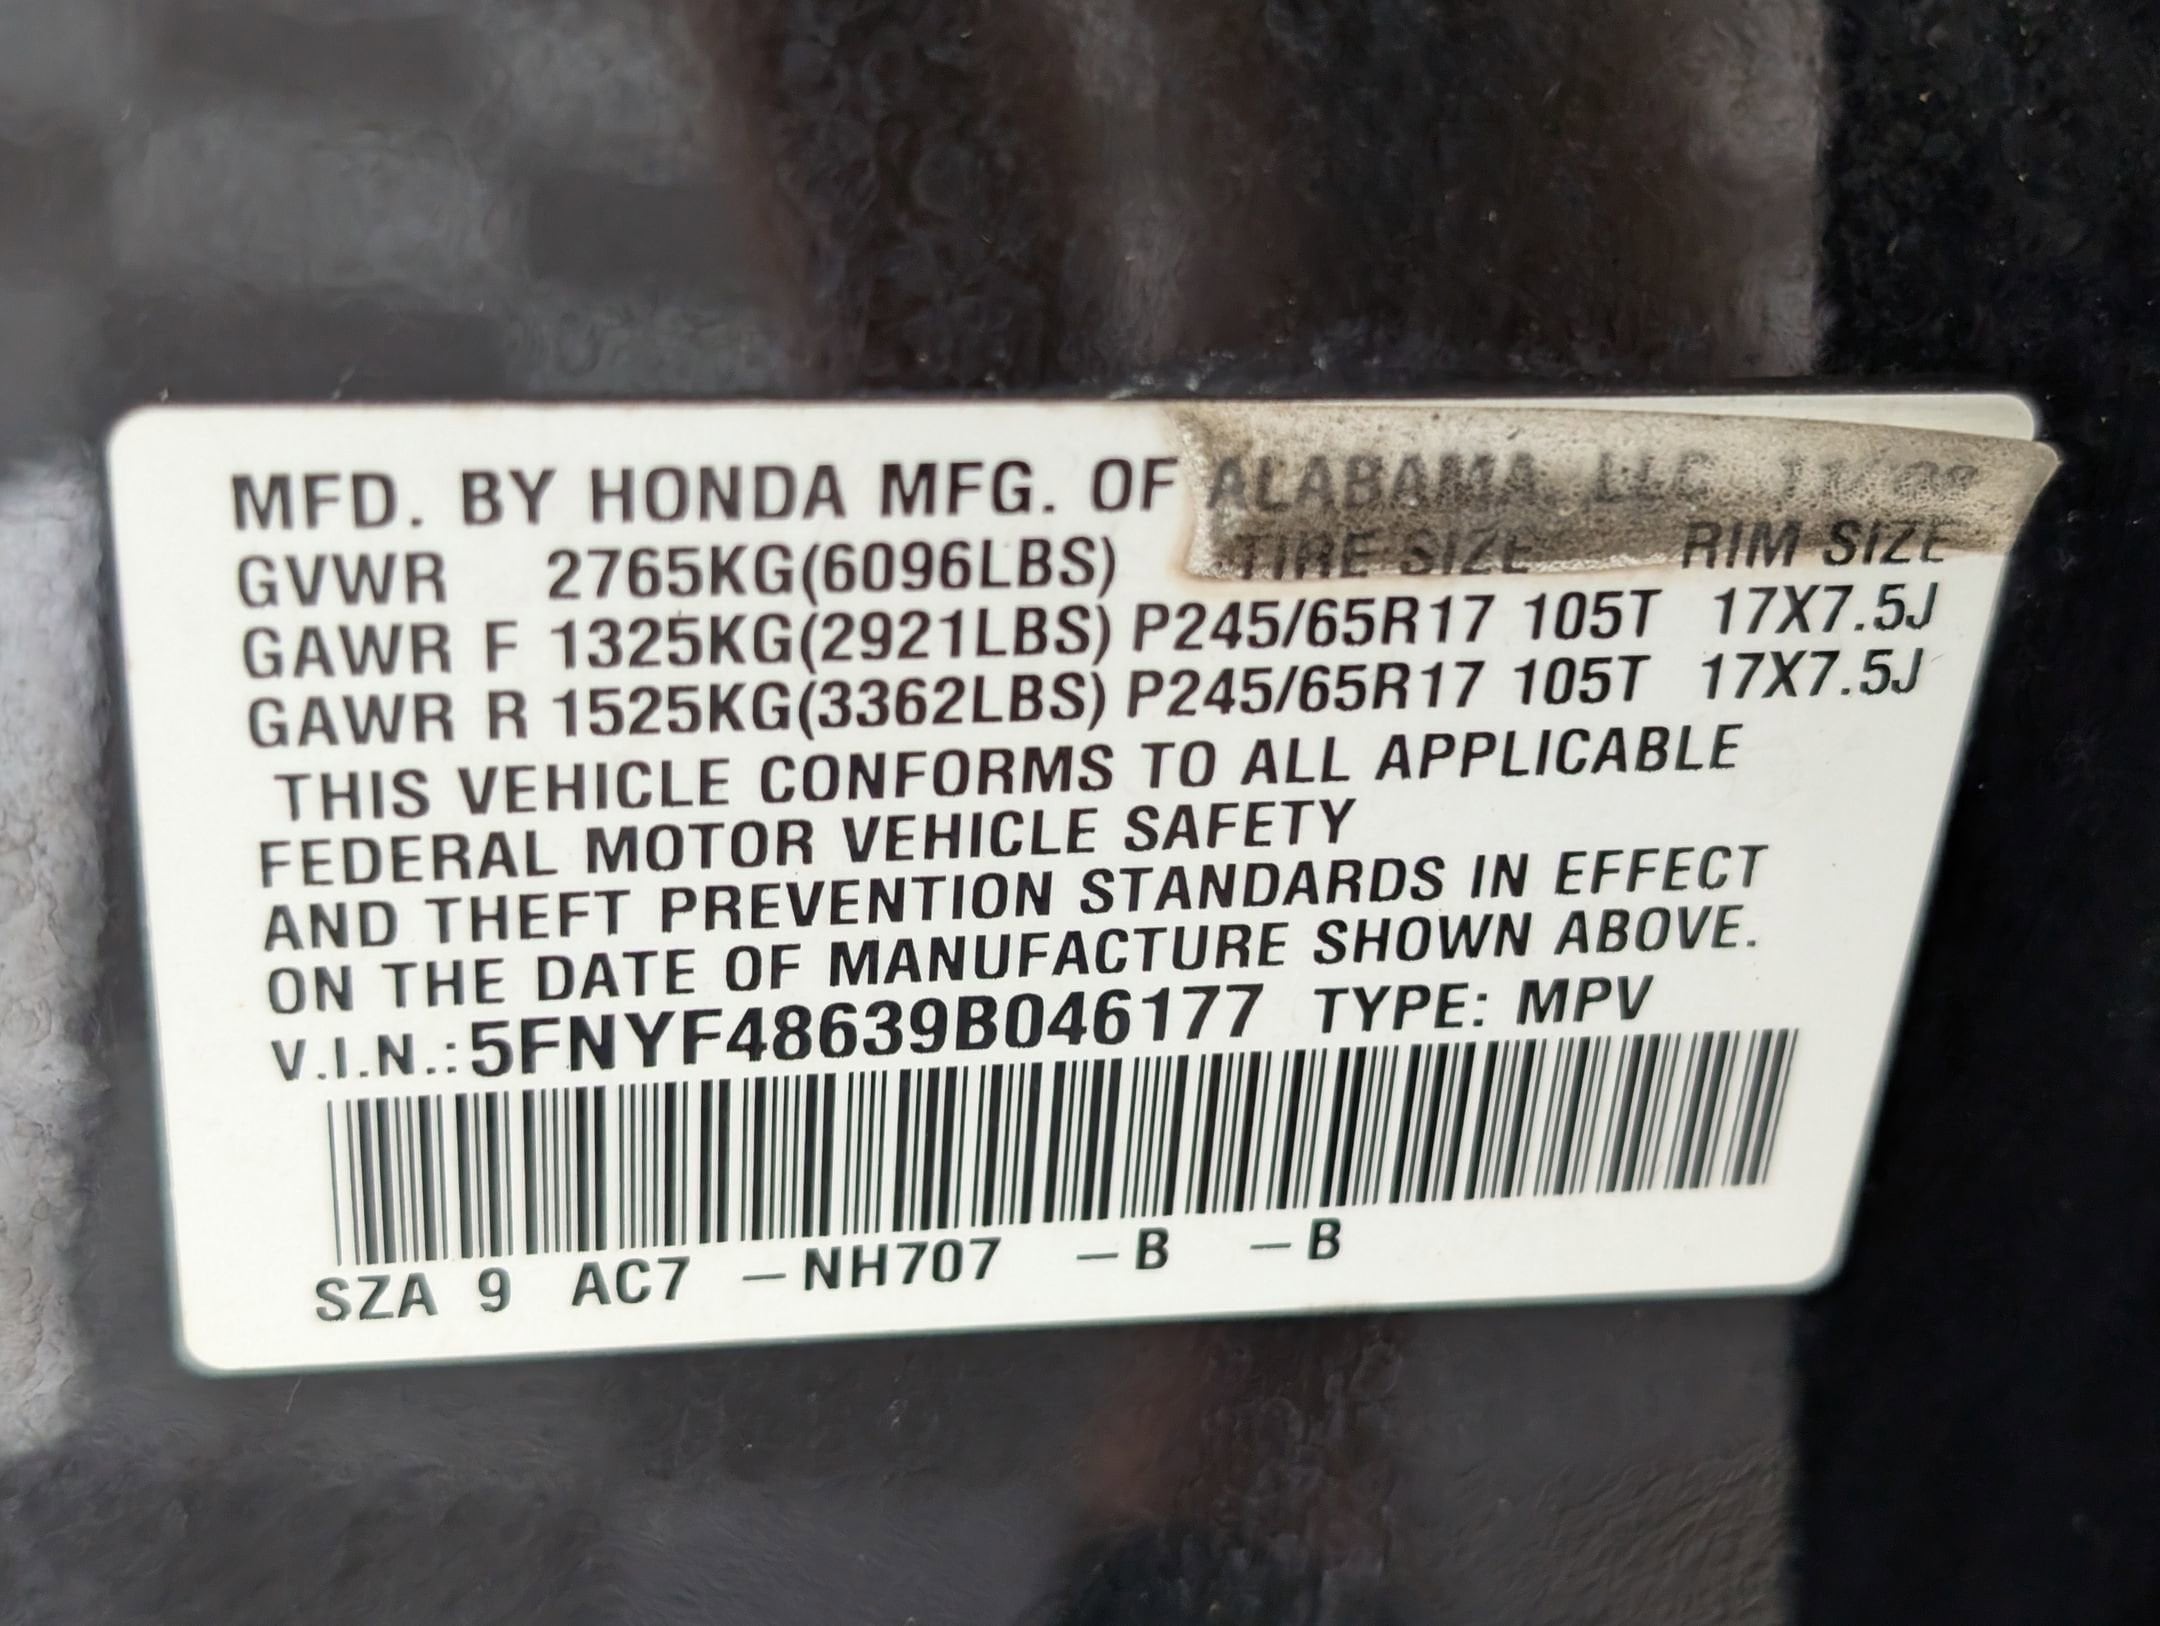 MFD. BY HONDA MFG. OF ALABAMA, LLC
GVWR 2765KG(6096LBS) TIRE SIZE RIM SIZE
GAWR F 1325KG(2921LBS) P245/65R17 105T 17X7.5J
GAWR R 1525KG(3362LBS) P245/65R17 105T 17X7.5J
THIS VEHICLE CONFORMS TO ALL APPLICABLE
FEDERAL MOTOR VEHICLE SAFETY
AND THEFT PREVENTION STANDARDS IN EFFECT
ON THE DATE OF MANUFACTURE SHOWN ABOVE.
V.I.N.:5FNYF48639B046177 TYPE: MPV
SZA 9 AC7 –NH707 –B –B